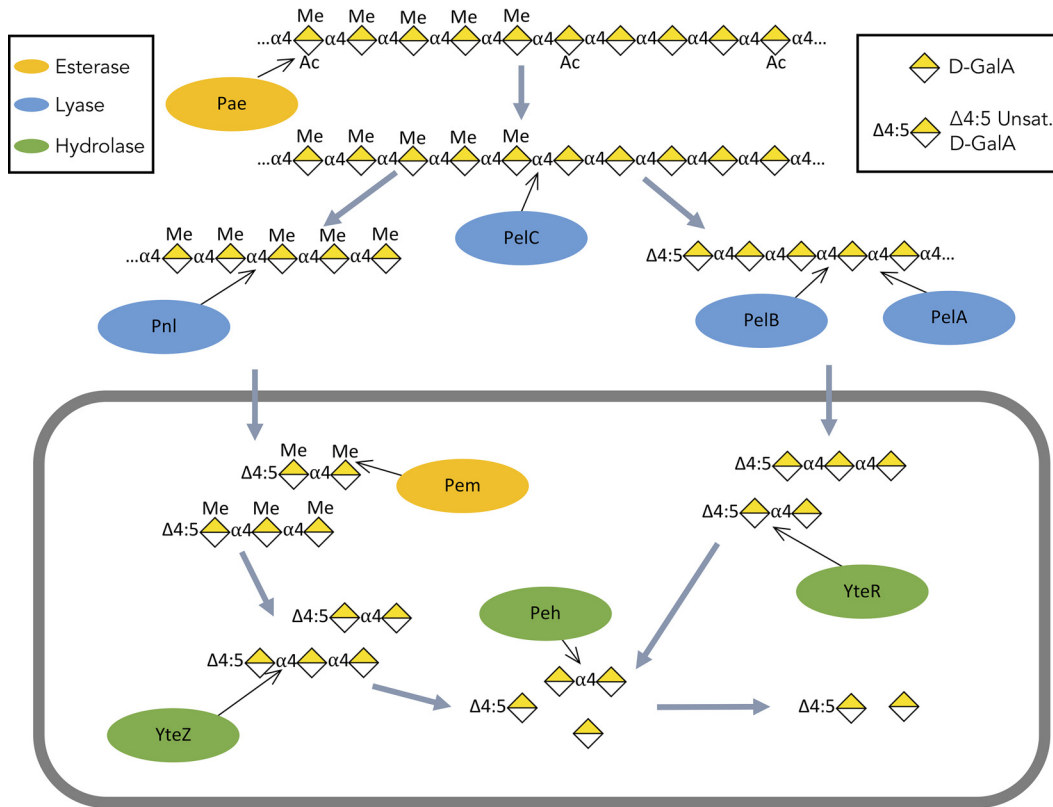 Esterase
Lyase
Hydrolase
Me Me Me Me Me
...α4 α4 α4 α4 α4 α4 α4 α4 α4 α4...
Ac Ac Ac
Pae
D-GalA
Δ4:5 Δ4:5 Unsat.
D-GalA
Me Me Me Me Me
...α4 α4 α4 α4 α4 α4 α4 α4 α4 α4...
PelC
Me Me Me Me Me
...α4 α4 α4 α4 α4
Pnl
Δ4:5 α4 α4 α4 α4...
PelB
PelA
Me Me
Δ4:5 α4
Pem
Me Me Me
Δ4:5 α4 α4
Δ4:5 α4 α4
Δ4:5 α4
YteR
Δ4:5 α4
Δ4:5 α4 α4
YteZ
Peh
α4
Δ4:5
Δ4:5